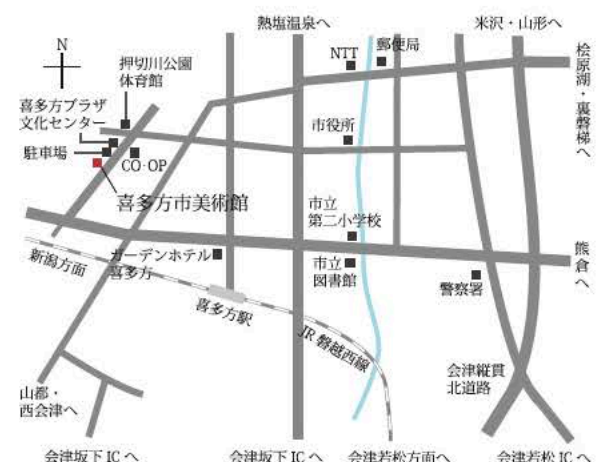 熱塩温泉へ
米沢・山形へ
N
NTT
郵便局
押切川公園
体育館
桧原湖・裏磐梯へ
喜多方プラザ
文化センター
市役所
駐車場
CO・OP
喜多方市美術館
市立
第二小学校
ガーデンホテル
喜多方
新潟方面
市立
図書館
熊倉へ
警察署
喜多方駅
JR 磐越西線
会津縦貫
北道路
山都・
西会津へ
会津坂下 IC へ
会津坂下 IC へ
会津若松方面へ
会津若松 IC へ